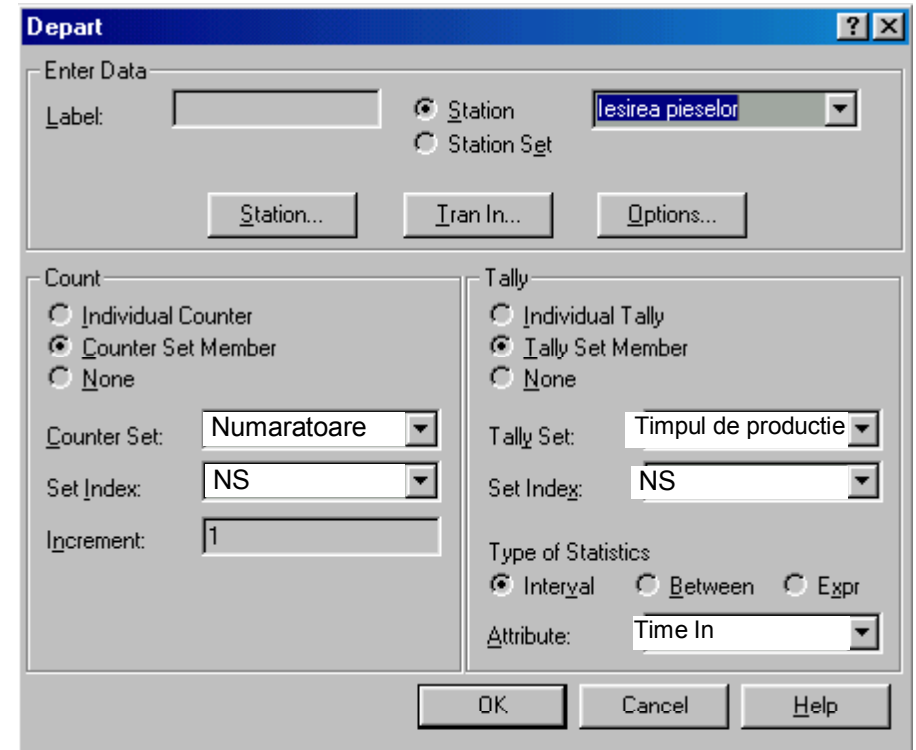 Depart
Enter Data
Label:
Station
Iesirea pieselor
Station Set
Station...
Tran In...
Options...
Count
Individual Counter
Counter Set Member
None
Counter Set: Numaratoare
Set Index: NS
Increment: 1
Tally
Individual Tally
Tally Set Member
None
Tally Set: Timpul de productie
Set Index: NS
Type of Statistics
Interval Between Expr
Attribute: Time In
OK Cancel Help